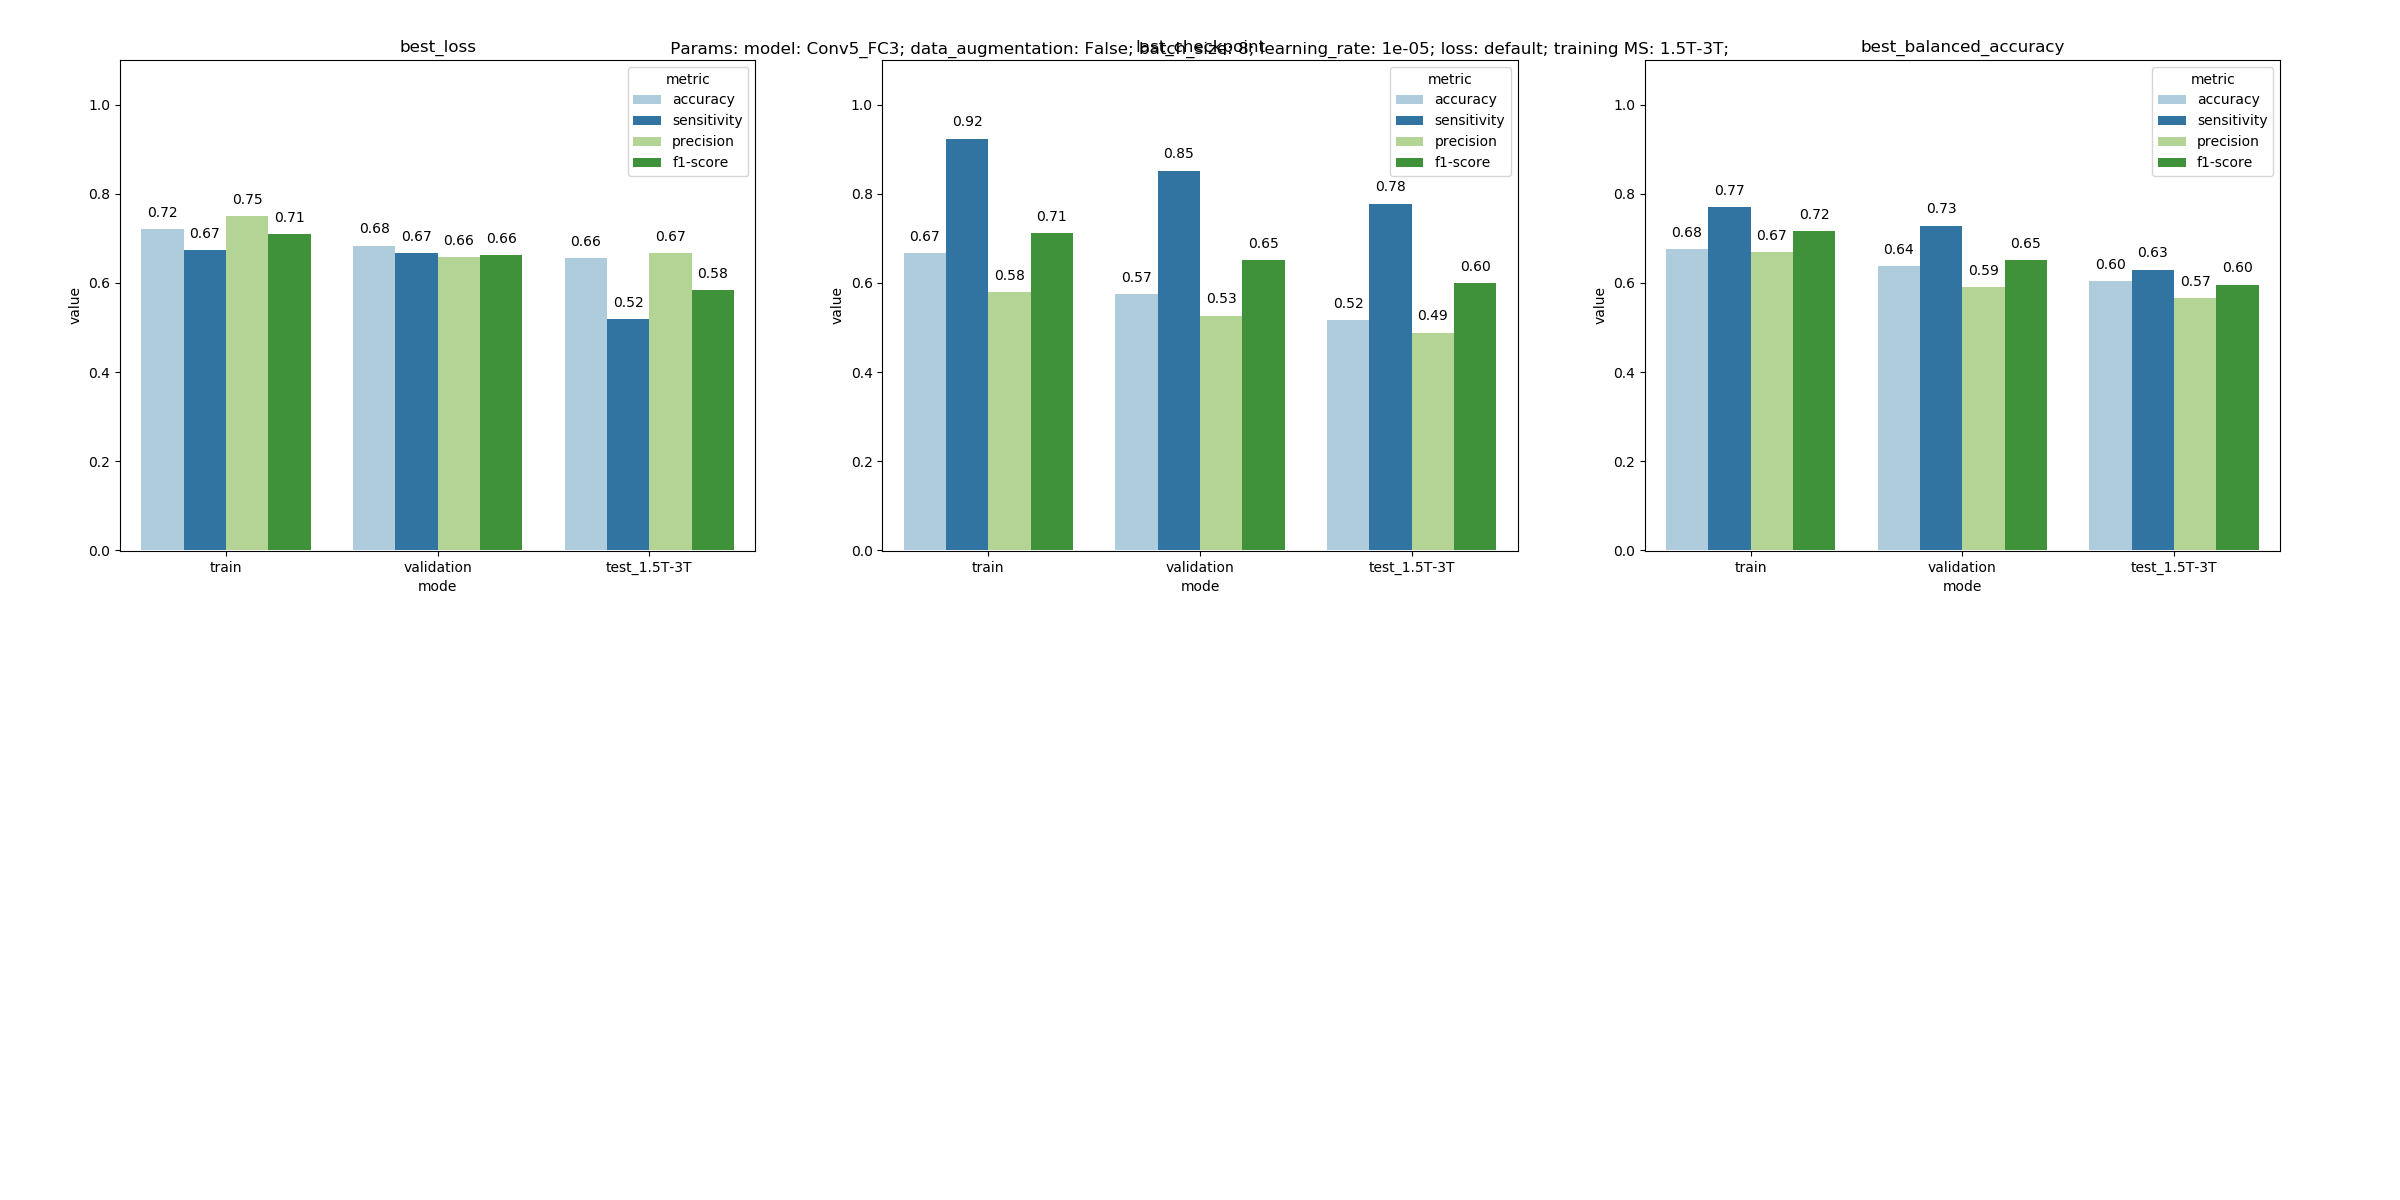 Params: model: Conv5_FC3; data_augmentation: False; batch_size: 8; learning_rate: 1e-05; loss: default; training MS: 1.5T-3T;
best_loss
metric
accuracy
sensitivity
precision
f1-score
value
1.0
0.8
0.6
0.4
0.2
0.0
0.72
0.67
0.75
0.71
0.68
0.67
0.66
0.66
0.66
0.52
0.67
0.58
train
validation
test_1.5T-3T
mode
last_checkpoint
metric
accuracy
sensitivity
precision
f1-score
value
1.0
0.8
0.6
0.4
0.2
0.0
0.67
0.92
0.58
0.71
0.57
0.85
0.53
0.65
0.52
0.78
0.49
0.60
train
validation
test_1.5T-3T
mode
best_balanced_accuracy
metric
accuracy
sensitivity
precision
f1-score
value
1.0
0.8
0.6
0.4
0.2
0.0
0.68
0.77
0.67
0.72
0.64
0.73
0.59
0.65
0.60
0.63
0.57
0.60
train
validation
test_1.5T-3T
mode